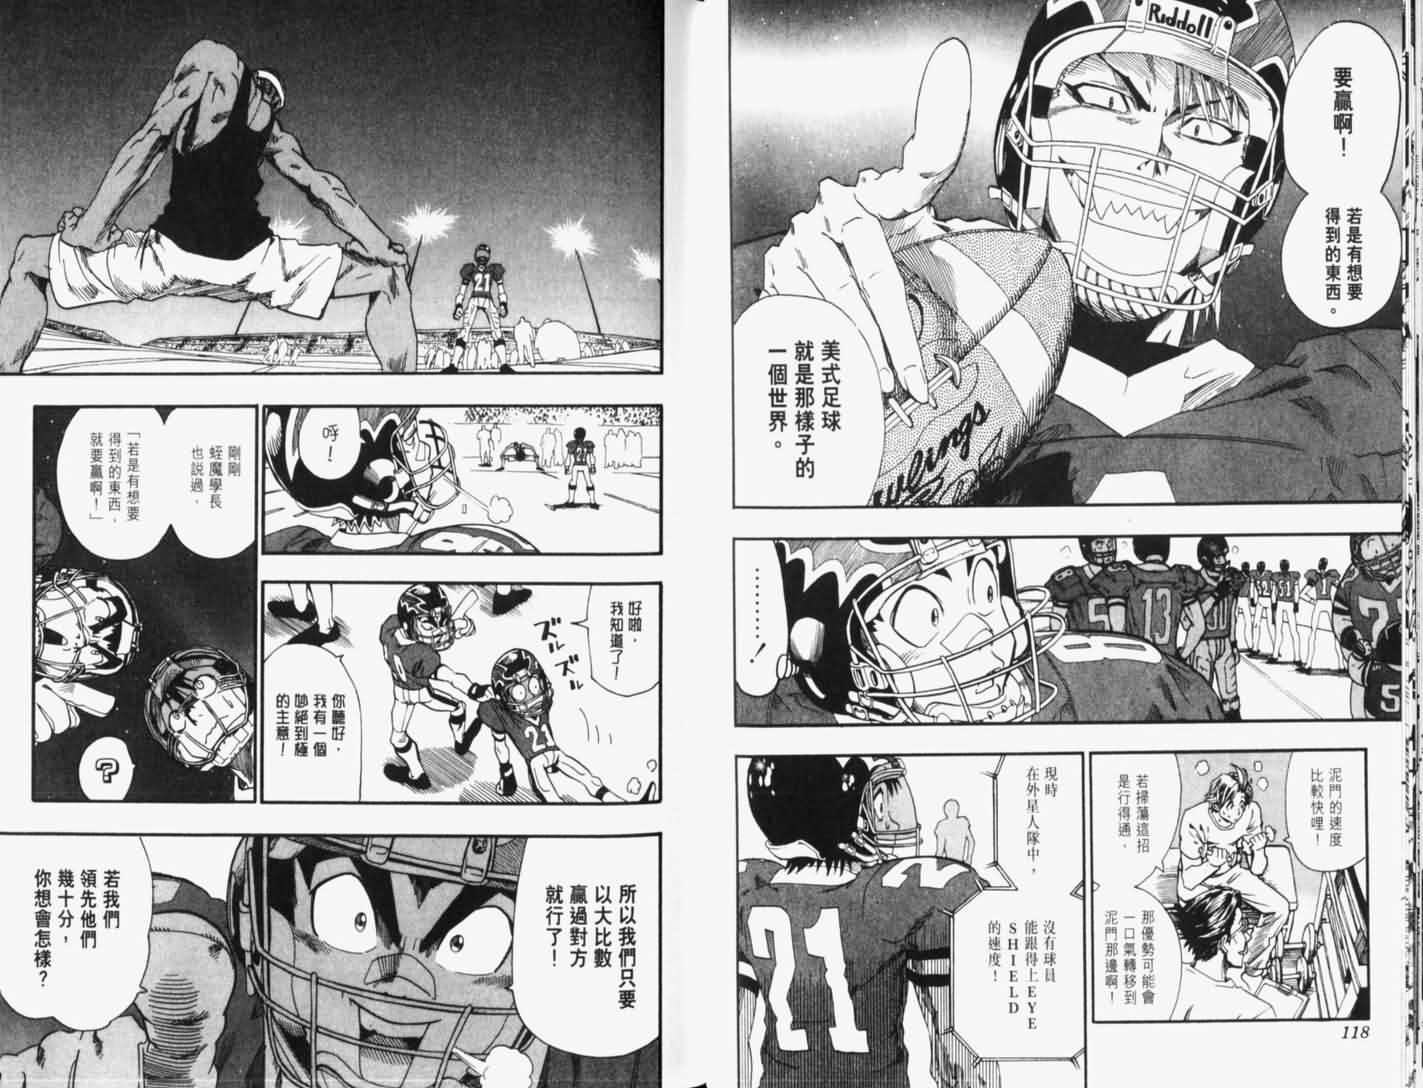 Riddoll
要贏啊！
若是有想要
得到的東西。
美式足球
就是那樣子的
一個世界。
………！
5
13
泥門的速度
比較快哩！
若掃蕩這招
是行得通，
那優勢可能會
一口氣轉移到
泥門那邊啊！
現時
在外星人隊中，
沒有球員
能跟得上EYE
SHIELD
的速度！
21
118
21
呼！
剛剛
蛭魔學長
也說過，
「若是有想要
得到的東西，
就要贏啊！」
?
好啦，
我知道了！
ズルズル
你聽好，
我有一個
妙絕到極
的主意！
21
所以我們只要
以大比數
贏過對方
就行了！
若我們
領先他們
幾十分，
你想會怎樣？